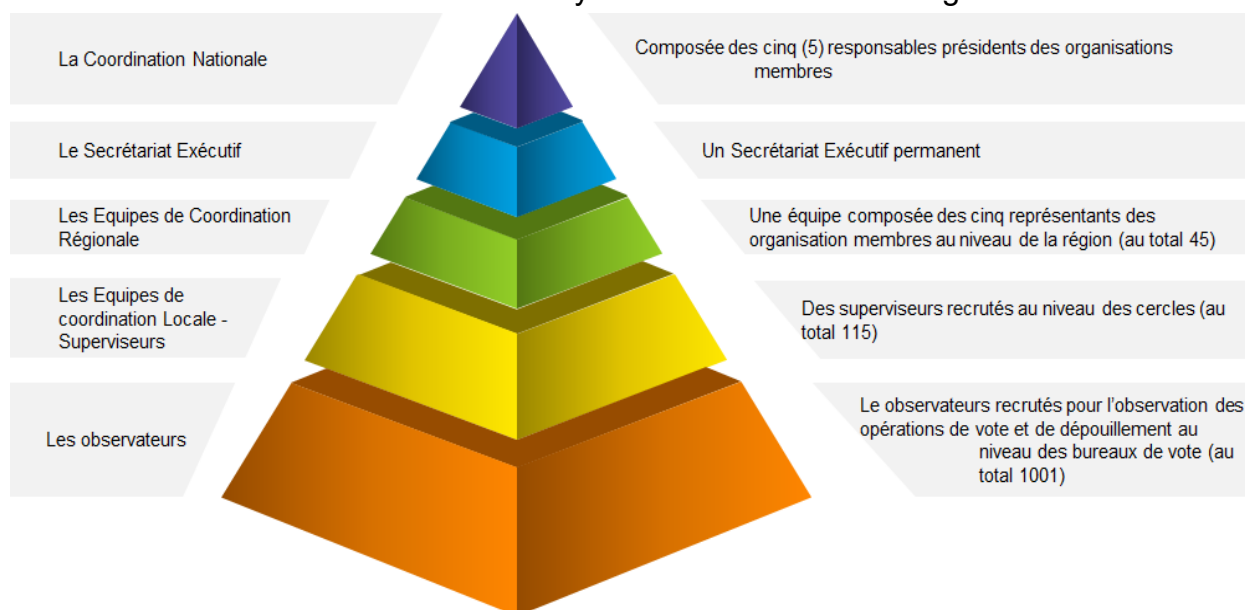 La Coordination Nationale
Composée des cinq (5) responsables présidents des organisations
membres
Le Secrétariat Exécutif
Un Secrétariat Exécutif permanent
Les Equipes de Coordination
Régionale
Une équipe composée des cinq représentants des
organisation membres au niveau de la région (au total 45)
Les Equipes de
coordination Locale -
Superviseurs
Des superviseurs recrutés au niveau des cercles (au
total 115)
Les observateurs
Le observateurs recrutés pour l'observation des
opérations de vote et de dépouillement au
niveau des bureaux de vote (au
total 1001)